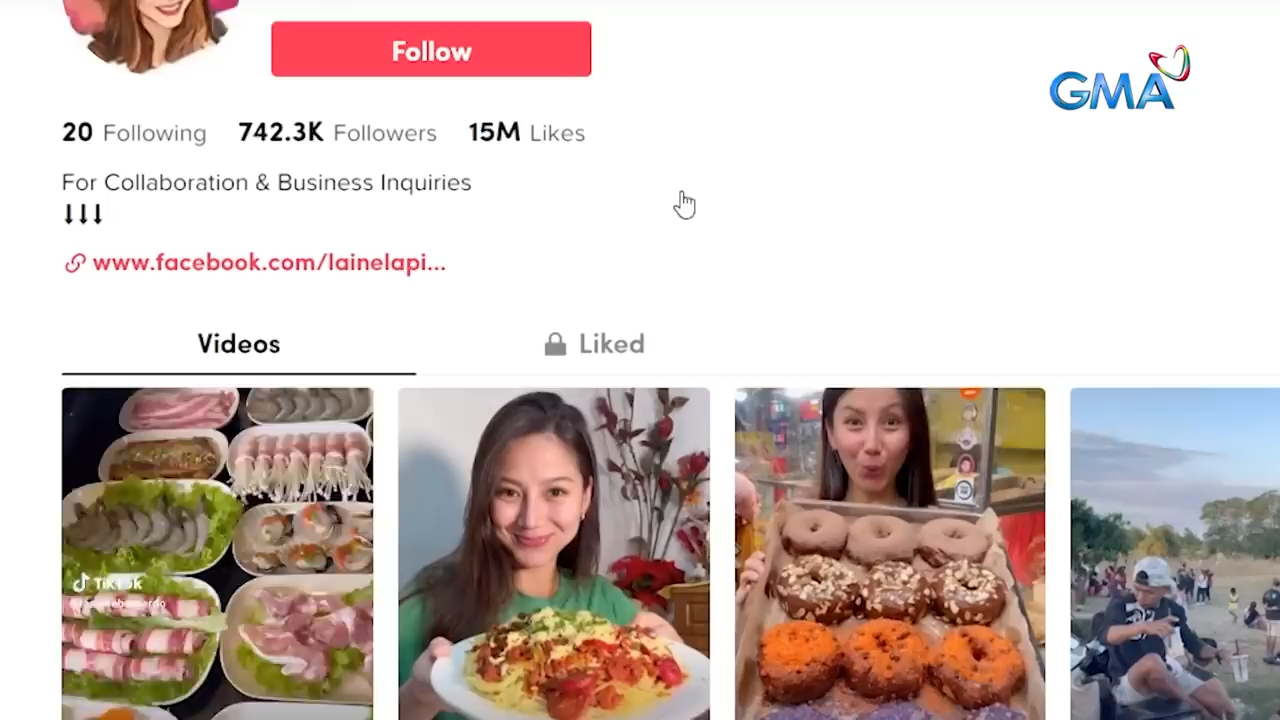 Follow
GMA
20 Following 742.3K Followers 15M Likes
For Collaboration & Business Inquiries
↓↓↓
www.facebook.com/lainelapi...
Videos
Liked
TikTok